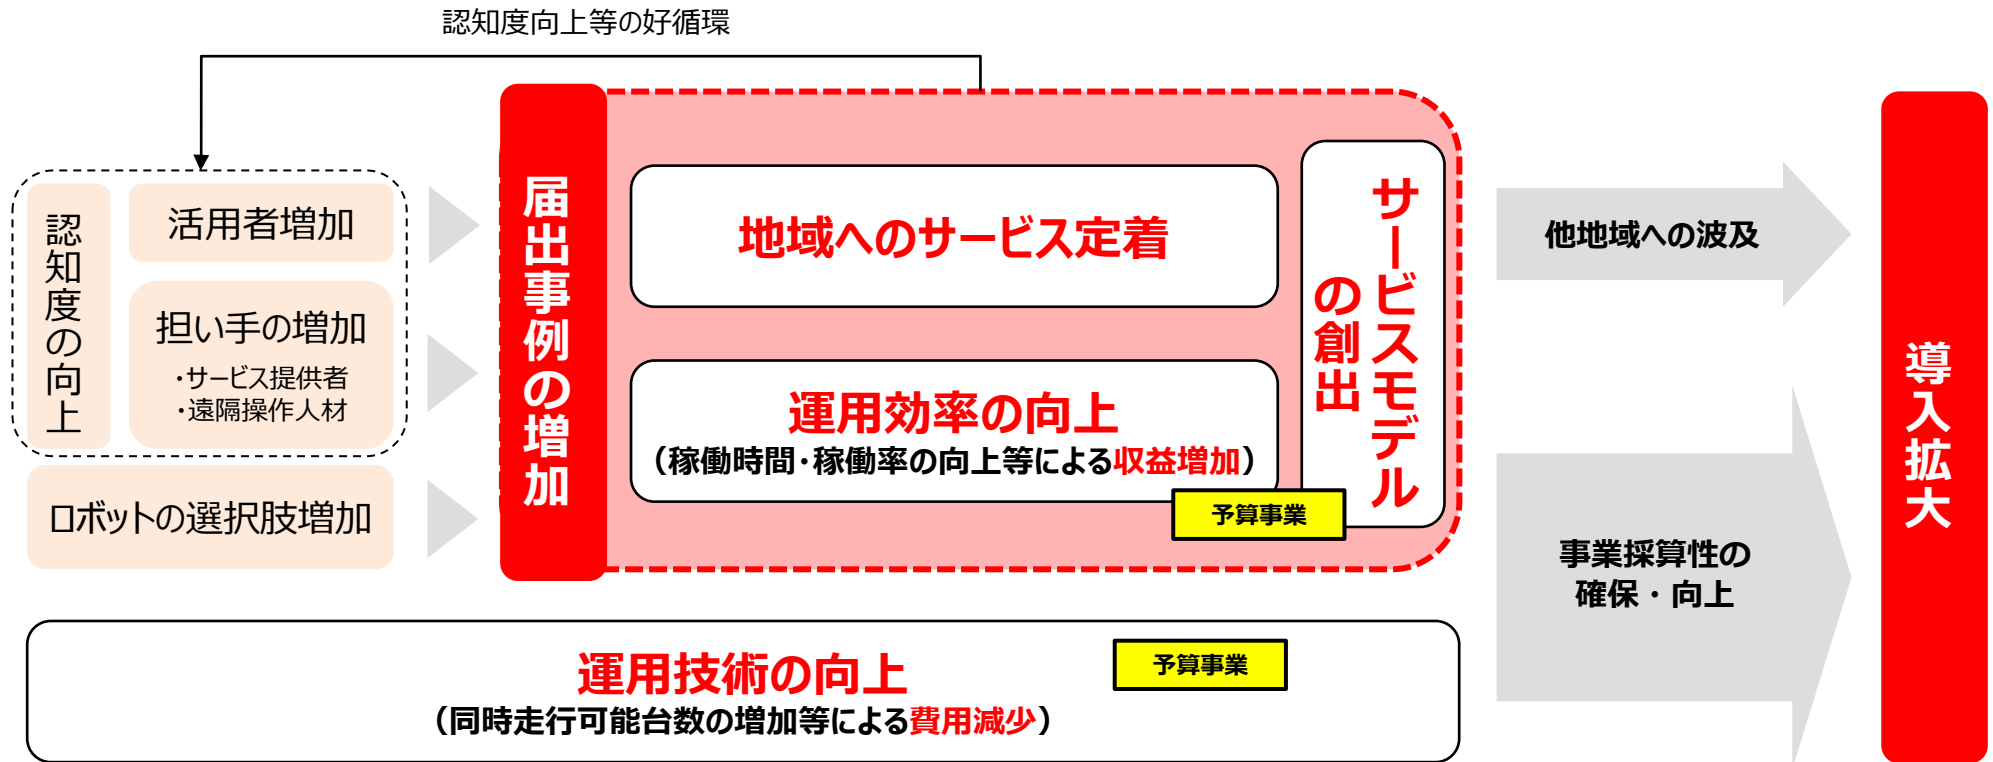 認知度向上等の好循環
認知度の向上
活用者増加
担い手の増加
・サービス提供者
・遠隔操作人材
ロボットの選択肢増加
届出事例の増加
地域へのサービス定着
運用効率の向上
（稼働時間・稼働率の向上等による収益増加）
予算事業
サービスモデル
の創出
運用技術の向上
予算事業
（同時走行可能台数の増加等による費用減少）
他地域への波及
事業採算性の
確保・向上
導入拡大